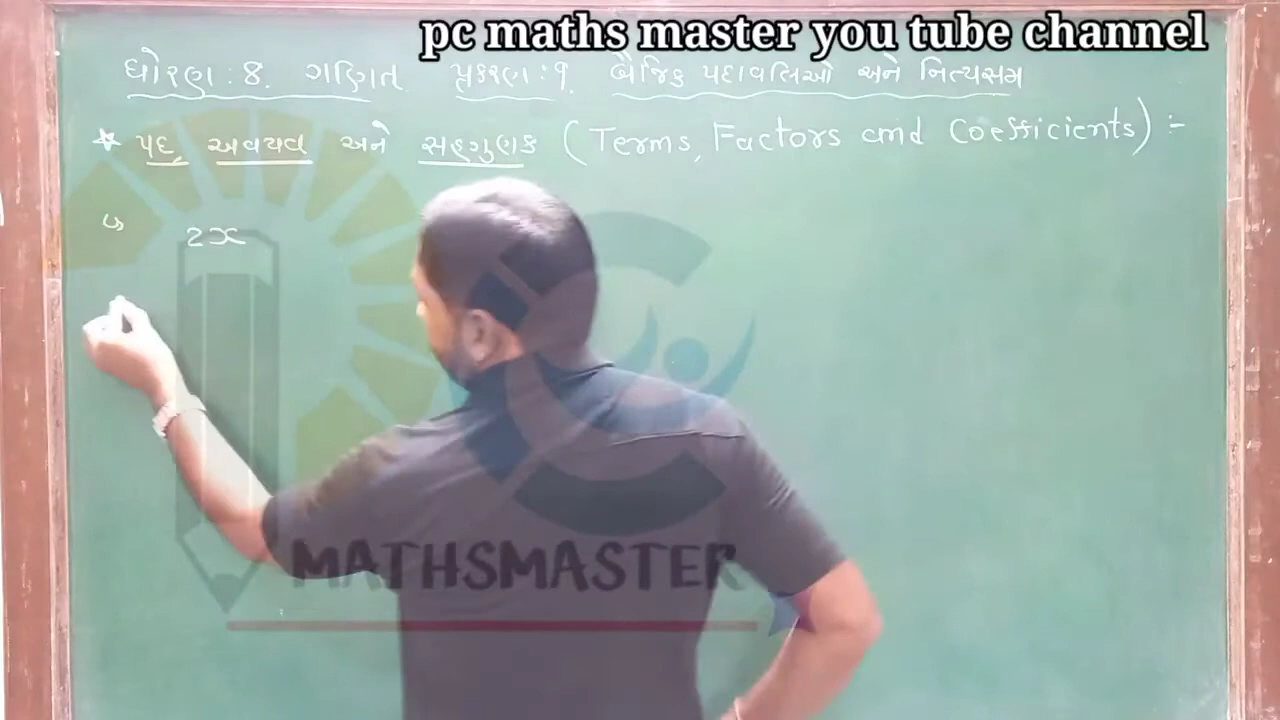 pc maths master you tube channel
ધોરણ : 8. ગણિત પ્રકરણ : ૧. બૈજિક પદાવલિઓ અને નિત્યસમ
★ પદ, અવયવ અને સહગુણક (Terms, Factors and Coefficients) :-
2x
MATHSMASTER